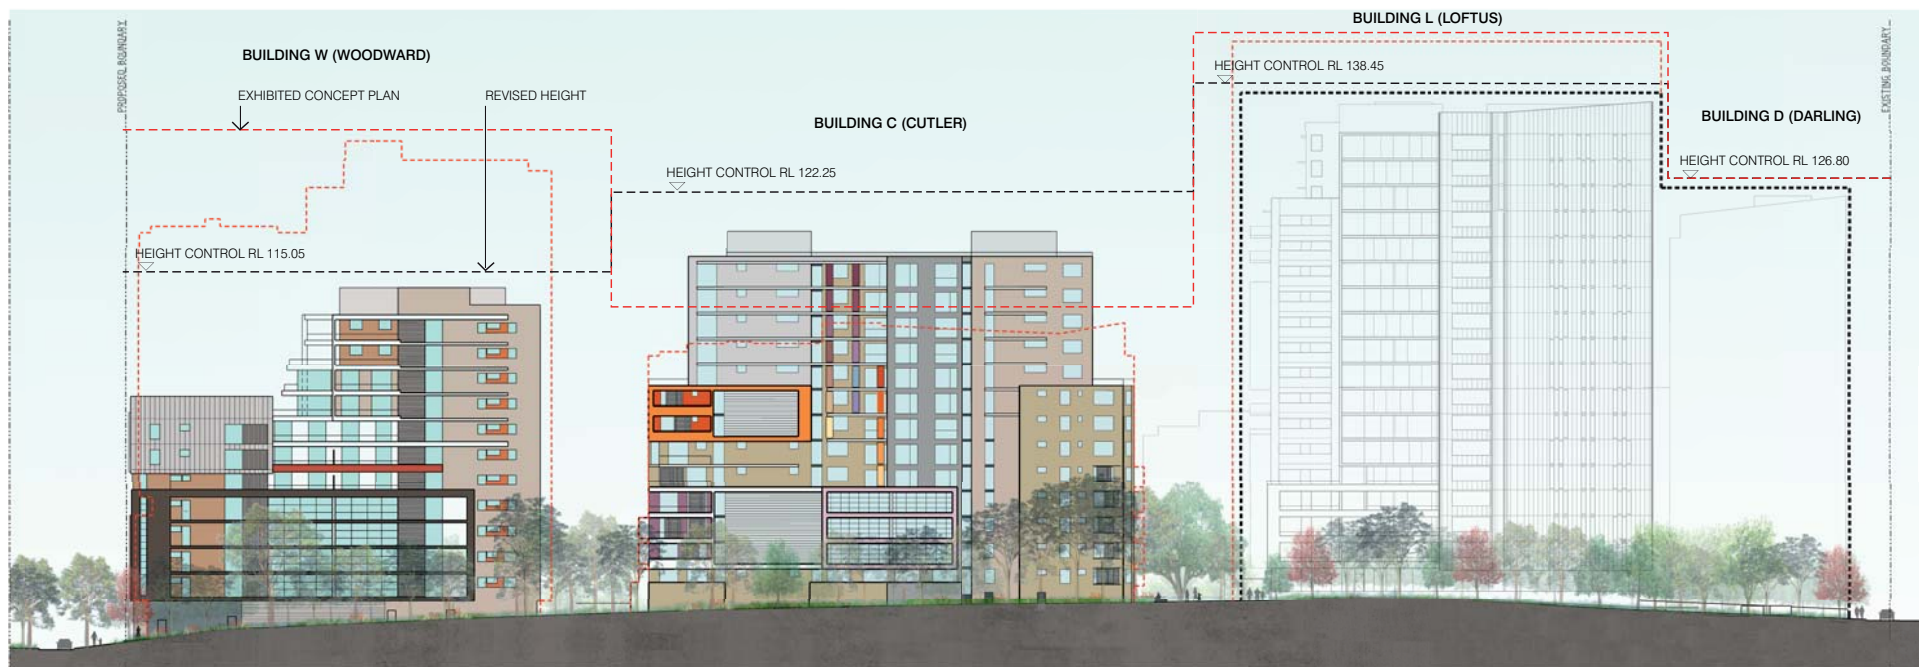 BUILDING L (LOFTUS)
PROPOSED BOUNDARY
EXISTING BOUNDARY
BUILDING W (WOODWARD)
HEIGHT CONTROL RL 138.45
EXHIBITED CONCEPT PLAN
REVISED HEIGHT
BUILDING C (CUTLER)
BUILDING D (DARLING)
HEIGHT CONTROL RL 122.25
HEIGHT CONTROL RL 126.80
HEIGHT CONTROL RL 115.05